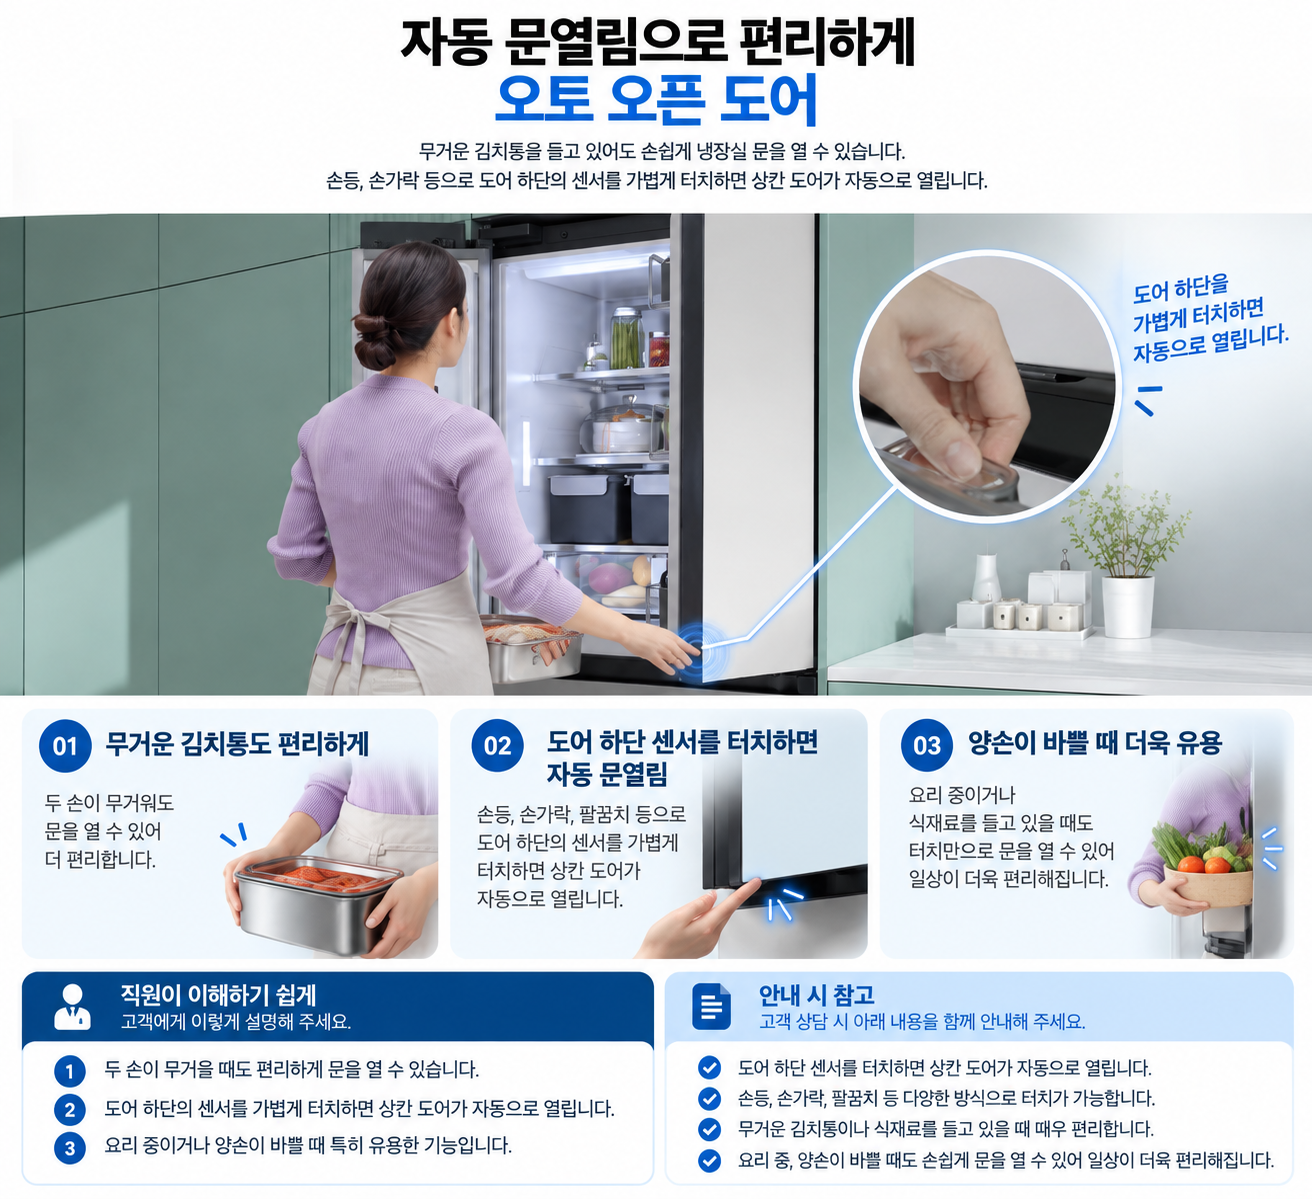 자동 문열림으로 편리하게
오토 오픈 도어
무거운 김치통을 들고 있어도 손쉽게 냉장실 문을 열 수 있습니다.
손등, 손가락 등으로 도어 하단의 센서를 가볍게 터치하면 상칸 도어가 자동으로 열립니다.
도어 하단을
가볍게 터치하면
자동으로 열립니다.
01 무거운 김치통도 편리하게
두 손이 무거워도
문을 열 수 있어
더 편리합니다.
02 도어 하단 센서를 터치하면
자동 문열림
손등, 손가락, 팔꿈치 등으로
도어 하단의 센서를 가볍게
터치하면 상칸 도어가
자동으로 열립니다.
03 양손이 바쁠 때 더욱 유용
요리 중이거나
식재료를 들고 있을 때도
터치만으로 문을 열 수 있어
일상이 더욱 편리해집니다.
직원이 이해하기 쉽게
고객에게 이렇게 설명해 주세요.
1 두 손이 무거울 때도 편리하게 문을 열 수 있습니다.
2 도어 하단의 센서를 가볍게 터치하면 상칸 도어가 자동으로 열립니다.
3 요리 중이거나 양손이 바쁠 때 특히 유용한 기능입니다.
안내 시 참고
고객 상담 시 아래 내용을 함께 안내해 주세요.
도어 하단 센서를 터치하면 상칸 도어가 자동으로 열립니다.
손등, 손가락, 팔꿈치 등 다양한 방식으로 터치가 가능합니다.
무거운 김치통이나 식재료를 들고 있을 때 때우 편리합니다.
요리 중, 양손이 바쁠 때도 손쉽게 문을 열 수 있어 일상이 더욱 편리해집니다.